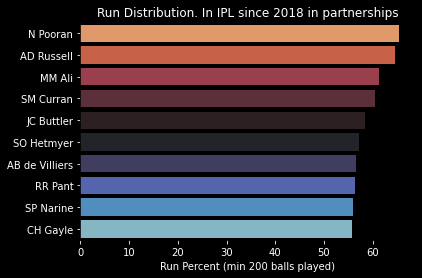 Run Distribution. In IPL since 2018 in partnerships
N Pooran
AD Russell
MM Ali
SM Curran
JC Buttler
SO Hetmyer
AB de Villiers
RR Pant
SP Narine
CH Gayle
0 10 20 30 40 50 60
Run Percent (min 200 balls played)